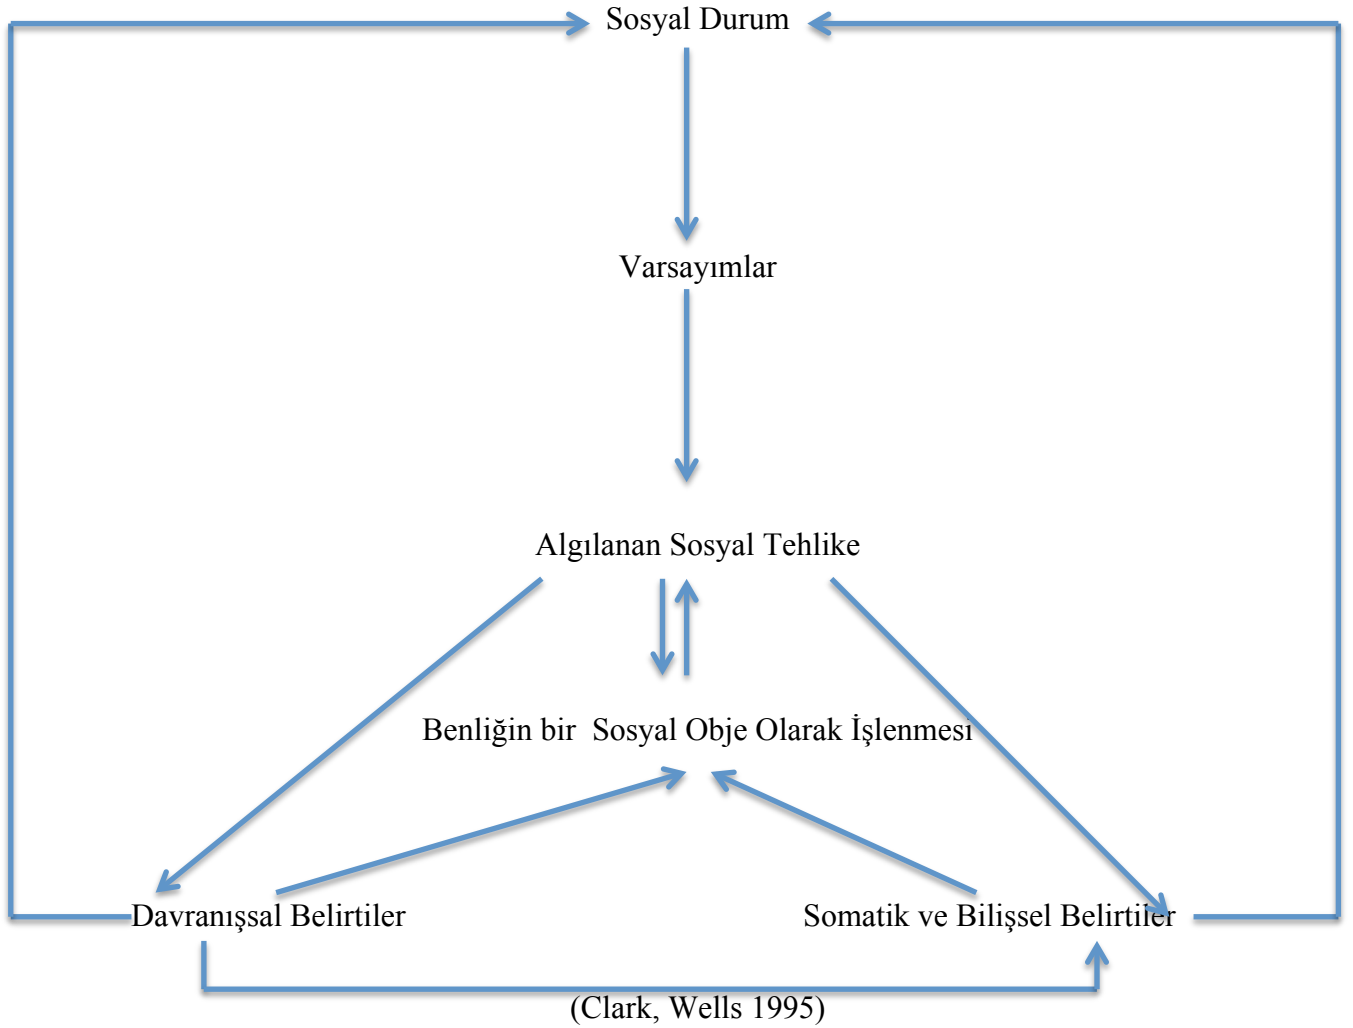 Sosyal Durum
Varsayımlar
Algılanan Sosyal Tehlike
Benliğin bir  Sosyal Obje Olarak İşlenmesi
Davranışsal Belirtiler
Somatik ve Bilişsel Belirtiler
(Clark, Wells 1995)